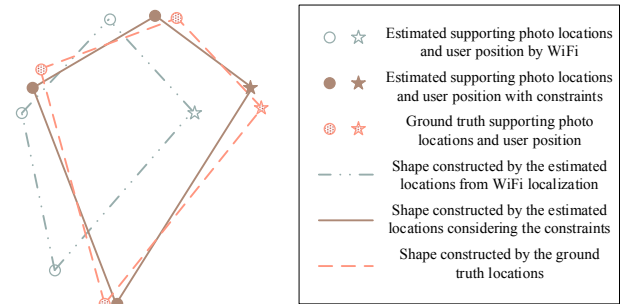 Estimated supporting photo locations
and user position by WiFi
Estimated supporting photo locations
and user position with constraints
Ground truth supporting photo
locations and user position
Shape constructed by the estimated
locations from WiFi localization
Shape constructed by the estimated
locations considering the constraints
Shape constructed by the ground
truth locations